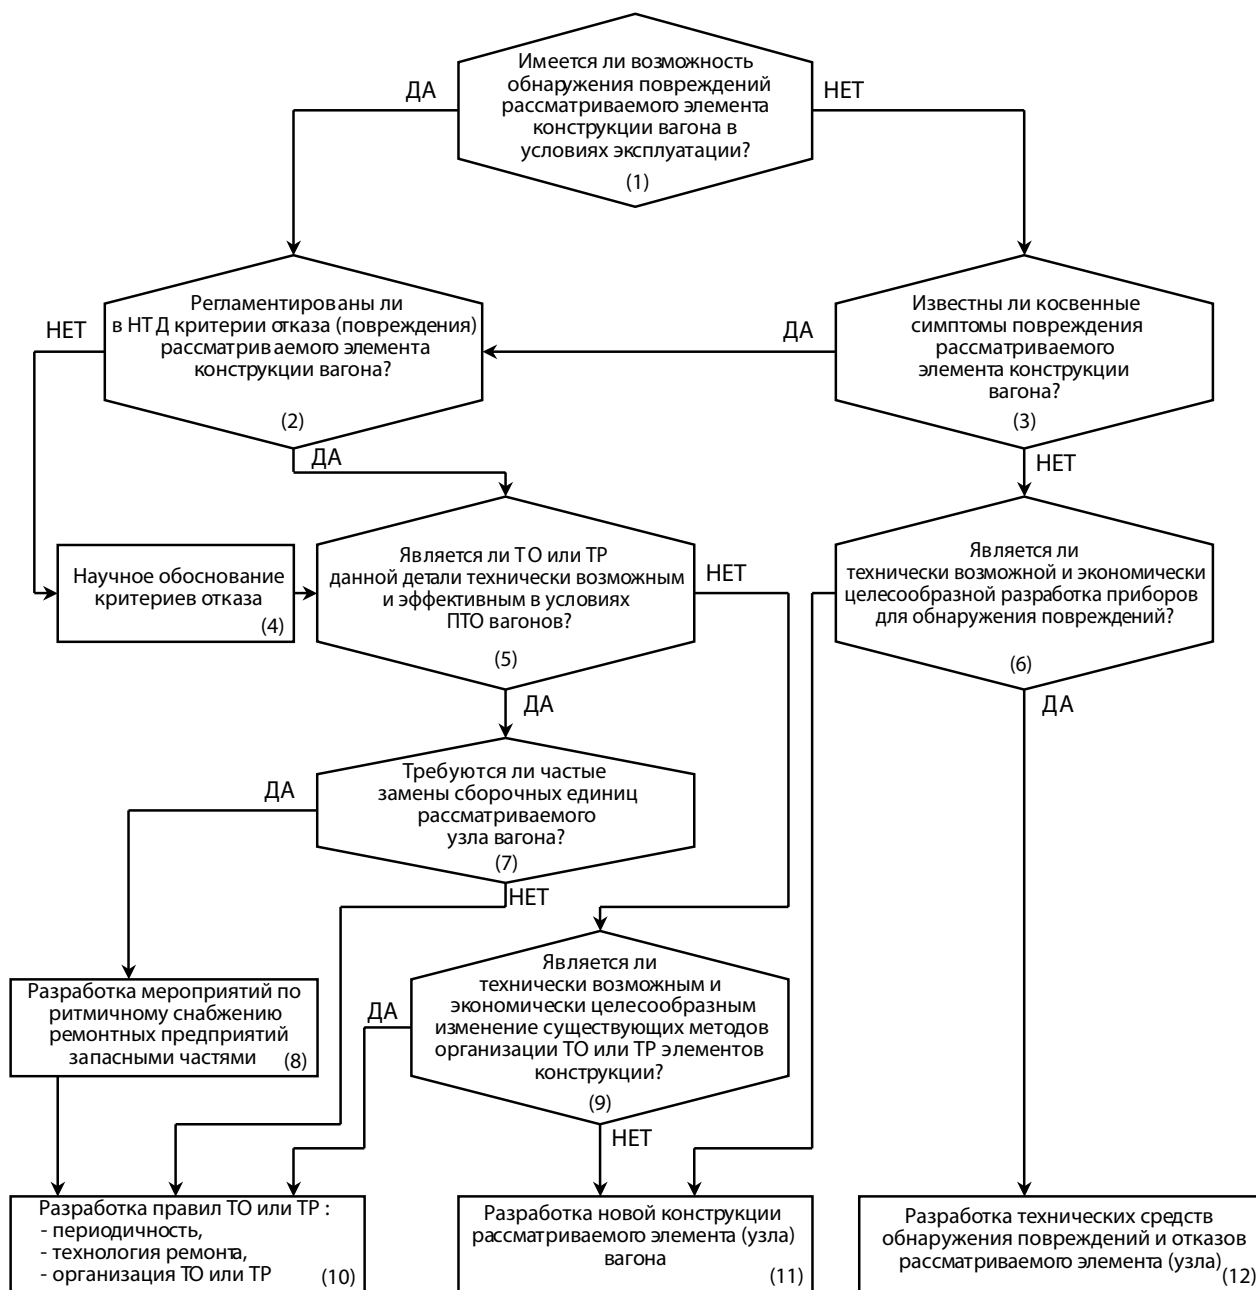 Имеется ли возможность
обнаружения повреждений
рассматриваемого элемента
конструкции вагона в
условиях эксплуатации?
(1)
ДА
НЕТ
Регламентированы ли
в НТД критерии отказа (повреждения)
рассматриваемого элемента
конструкции вагона?
(2)
НЕТ
ДА
Известны ли косвенные
симптомы повреждения
рассматриваемого
элемента конструкции
вагона?
(3)
ДА
НЕТ
Научное обоснование
критериев отказа
(4)
Является ли ТО или ТР
данной детали технически возможным
и эффективным в условиях
ПТО вагонов?
(5)
НЕТ
ДА
Является ли
технически возможной и экономически
целесообразной разработка приборов
для обнаружения повреждений?
(6)
ДА
Требуются ли частые
замены сборочных единиц
рассматриваемого
узла вагона?
(7)
ДА
НЕТ
Разработка мероприятий по
ритмичному снабжению
ремонтных предприятий
запасными частями
(8)
Является ли
технически возможным и
экономически целесообразным
изменение существующих методов
организации ТО или ТР элементов
конструкции?
(9)
ДА
НЕТ
Разработка правил ТО или ТР :
- периодичность,
- технология ремонта,
- организация ТО или ТР
(10)
Разработка новой конструкции
рассматриваемого элемента (узла)
вагона
(11)
Разработка технических средств
обнаружения повреждений и отказов
рассматриваемого элемента (узла)
(12)